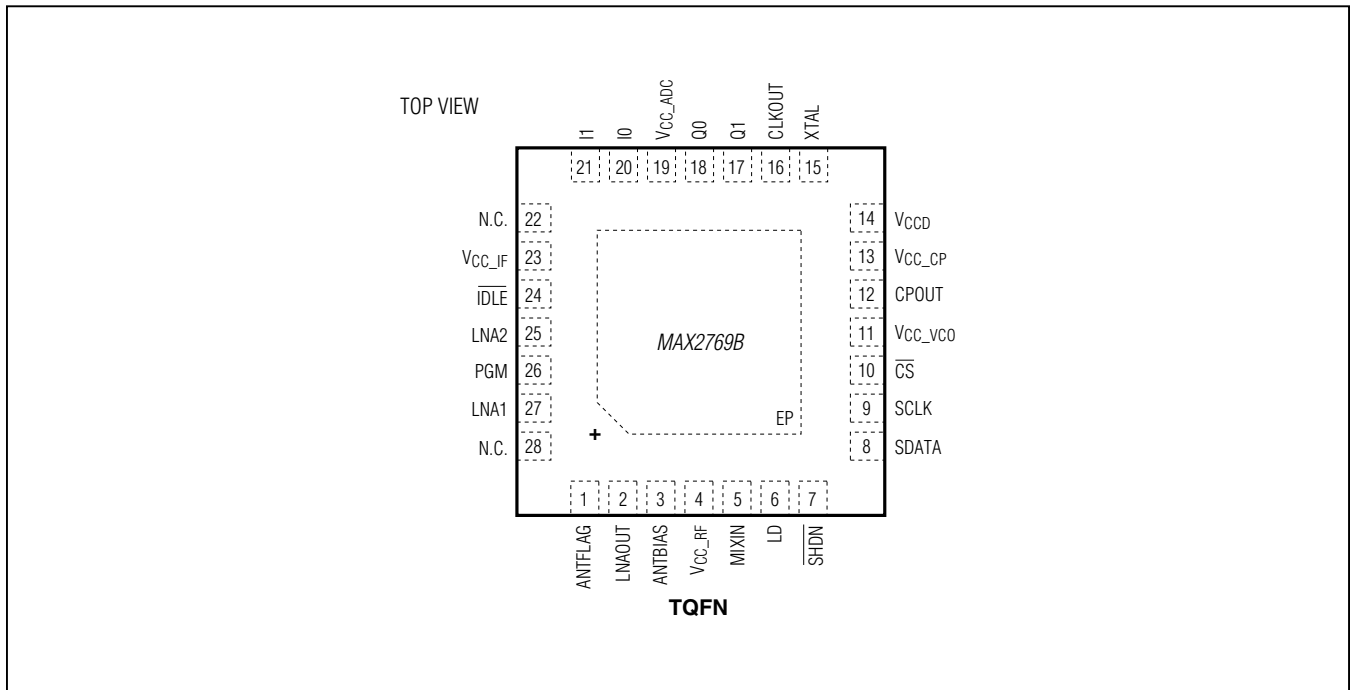 TOP VIEW
I1
I0
VCC_ADC
Q0
Q1
CLKOUT
XTAL
21 20 19 18 17 16 15
N.C. 22
VCC_IF 23
IDLE 24
LNA2 25
PGM 26
LNA1 27
N.C. 28
14 VCCD
13 VCC_CP
12 CPOUT
11 VCC_VCO
10 CS
9 SCLK
8 SDATA
MAX2769B
EP
+
1 2 3 4 5 6 7
ANTFLAG
LNAOUT
ANTBIAS
VCC_RF
MIXIN
LD
SHDN
TQFN